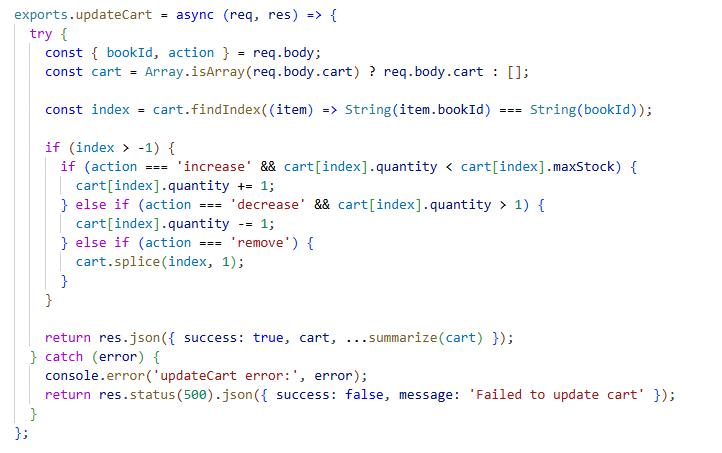 exports.updateCart = async (req, res) => {
  try {
    const { bookId, action } = req.body;
    const cart = Array.isArray(req.body.cart) ? req.body.cart : [];

    const index = cart.findIndex((item) => String(item.bookId) === String(bookId));

    if (index > -1) {
      if (action === 'increase' && cart[index].quantity < cart[index].maxStock) {
        cart[index].quantity += 1;
      } else if (action === 'decrease' && cart[index].quantity > 1) {
        cart[index].quantity -= 1;
      } else if (action === 'remove') {
        cart.splice(index, 1);
      }
    }

    return res.json({ success: true, cart, ...summarize(cart) });
  } catch (error) {
    console.error('updateCart error:', error);
    return res.status(500).json({ success: false, message: 'Failed to update cart' });
  }
};